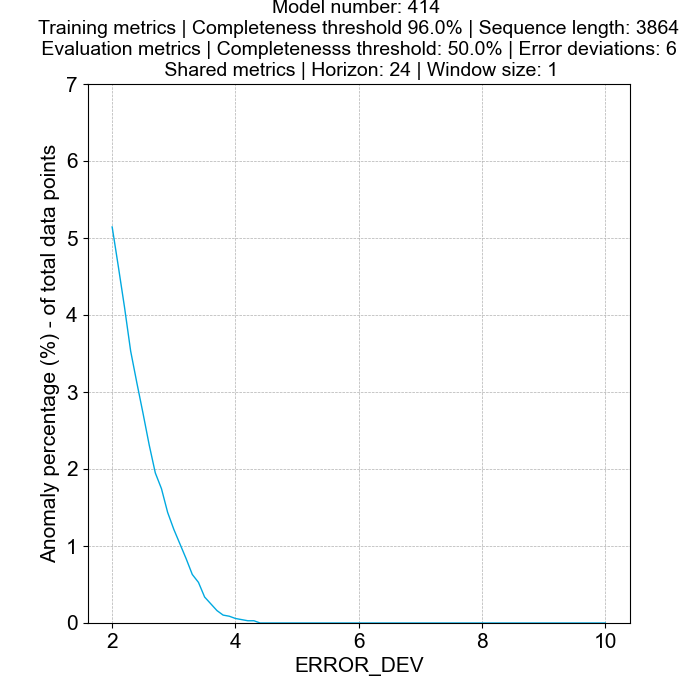 Model number: 414
Training metrics | Completeness threshold 96.0% | Sequence length: 3864
Evaluation metrics | Completenesss threshold: 50.0% | Error deviations: 6
Shared metrics | Horizon: 24 | Window size: 1
Anomaly percentage (%) - of total data points
7
6
5
4
3
2
1
0
2 4 6 8 10
ERROR_DEV